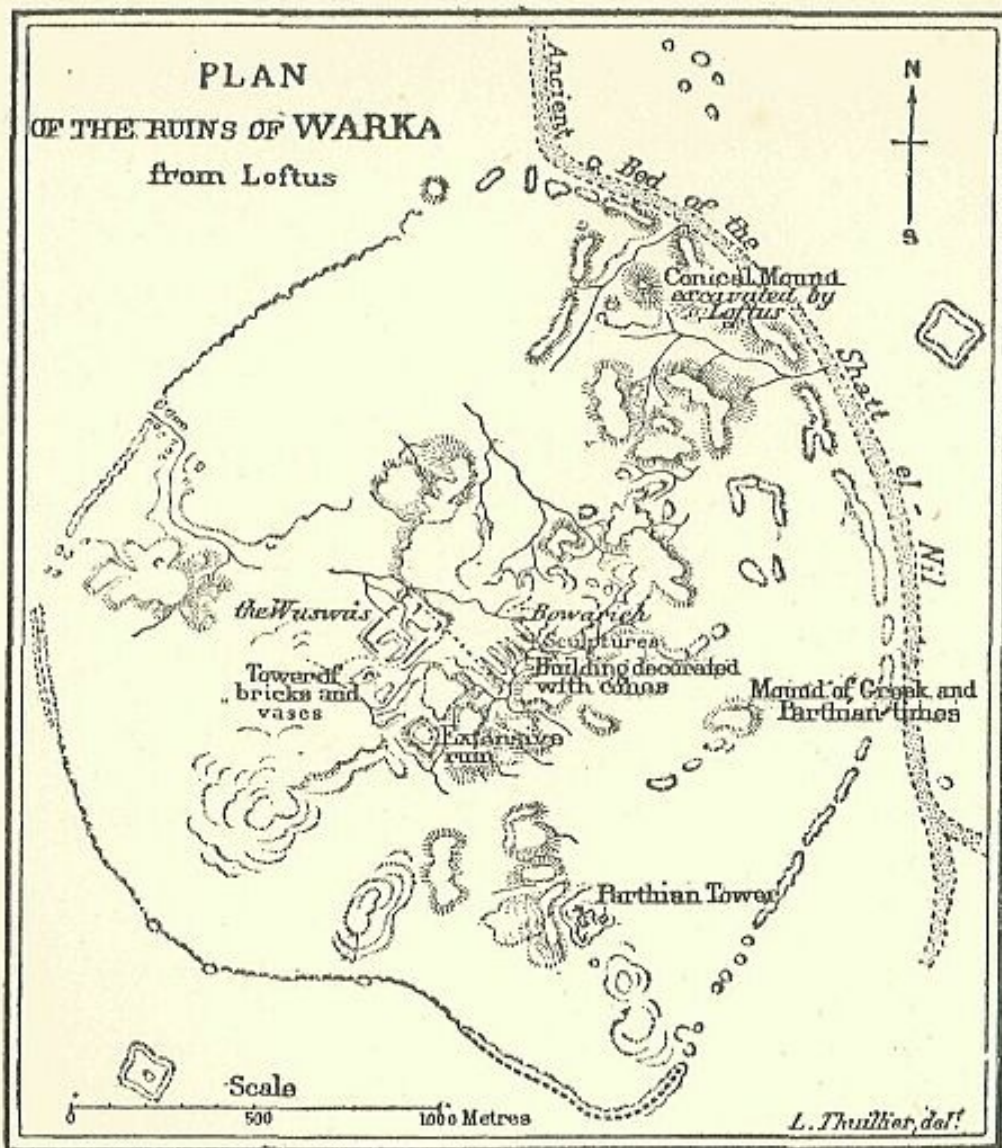 PLAN
OF THE RUINS OF WARKA
from Loftus
N
S
Ancient Bed of the Shatt el-Nil
Conical Mound
excavated by
Loftus
the Wuswas
Bowarieh
Sculptures
Building decorated
with cones
Tower of
bricks and
vases
Extensive
ruin
Mound of Greek and
Parthian times
Parthian Tower
Scale
0 500 1000 Metres
L. Thuillier, delt.